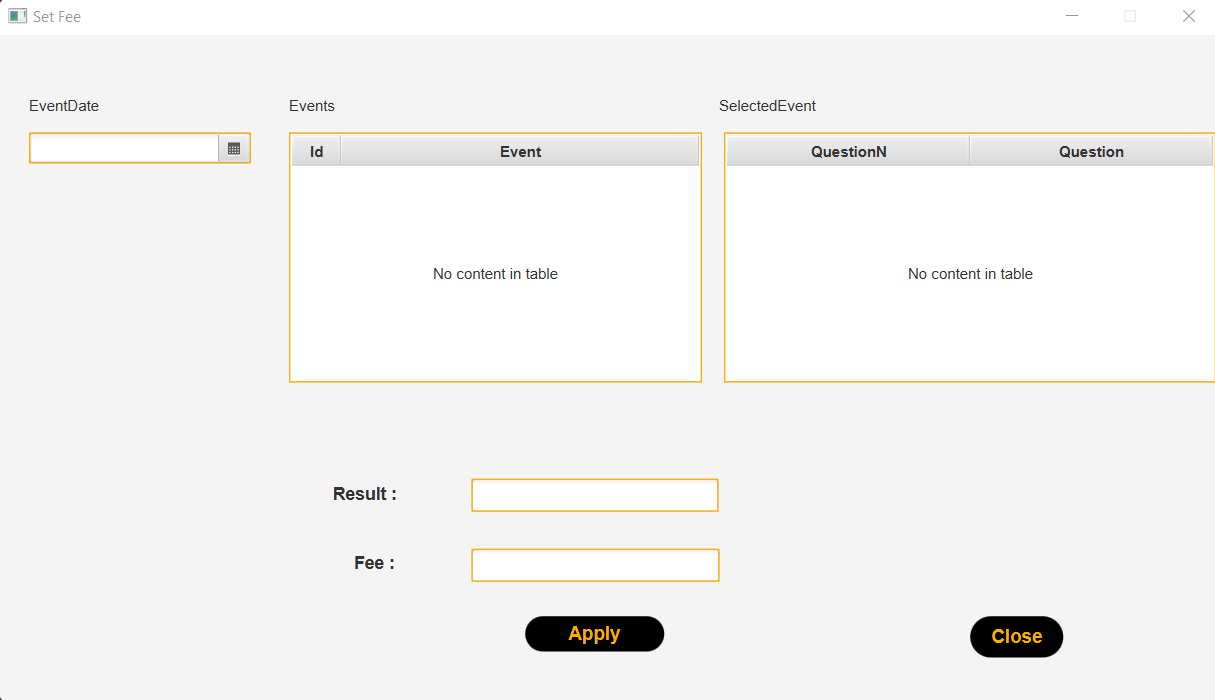 Set Fee
EventDate
Events
SelectedEvent
Id
Event
QuestionN
Question
No content in table
No content in table
Result :
Fee :
Apply
Close